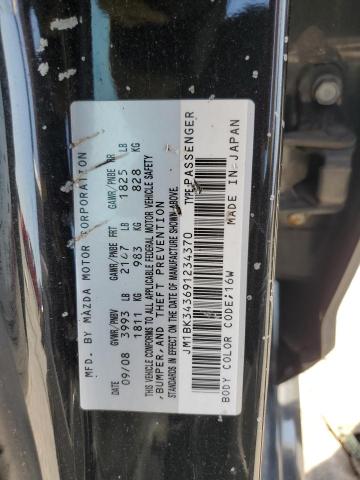 MFD. BY MAZDA MOTOR CORPORATION
DATE GVWR/PNBV GAWR/PNBE FRT GAWR/PNBE RR
09/08 3993 LB 2167 LB 1825 LB
1811 KG 983 KG 828 KG
THIS VEHICLE CONFORMS TO ALL APPLICABLE FEDERAL MOTOR VEHICLE SAFETY
,BUMPER,AND THEFT PREVENTION
STANDARDS IN EFFECT ON THE DATE OF MANUFACTURE SHOWN ABOVE.
JM1BK343691234370 TYPE:PASSENGER
BODY COLOR CODE:16W MADE IN JAPAN